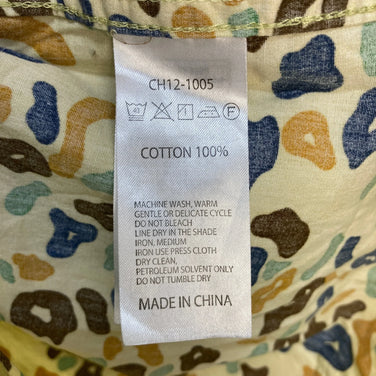 CH12-1005
COTTON 100%
MACHINE WASH, WARM
GENTLE OR DELICATE CYCLE
DO NOT BLEACH
LINE DRY IN THE SHADE
IRON, MEDIUM
IRON USE PRESS CLOTH
DRY CLEAN,
PETROLEUM SOLVENT ONLY
DO NOT TUMBLE DRY
MADE IN CHINA